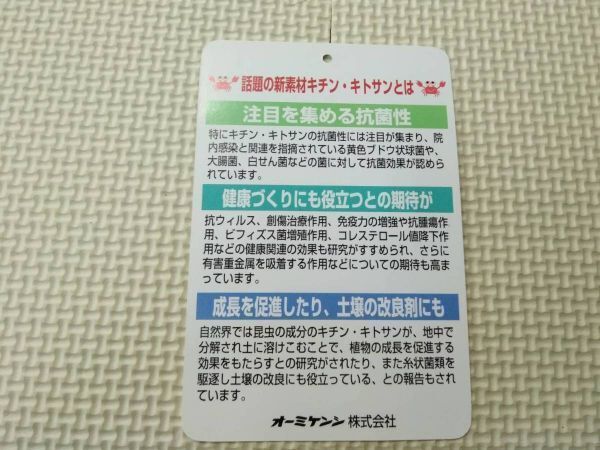 話題の新素材キチン・キトサンとは
注目を集める抗菌性
特にキチン・キトサンの抗菌性には注目が集まり、院
内感染と関連を指摘されている黄色ブドウ状球菌や、
大腸菌、白せん菌などの菌に対して抗菌効果が認めら
れています。
健康づくりにも役立つとの期待が
抗ウィルス、創傷治療作用、免疫力の増強や抗腫瘍作
用、ビフィズス菌増殖作用、コレステロール値降下作
用などの健康関連の効果も研究がすすめられ、さらに
有害重金属を吸着する作用などについての期待も高ま
っています。
成長を促進したり、土壌の改良剤にも
自然界では昆虫の成分のキチン・キトサンが、地中で
分解され土に溶けこむことで、植物の成長を促進する
効果をもたらすとの研究がされたり、また糸状菌類を
駆逐し土壌の改良にも役立っている、との報告もされ
ています。
オーミケンシ 株式会社